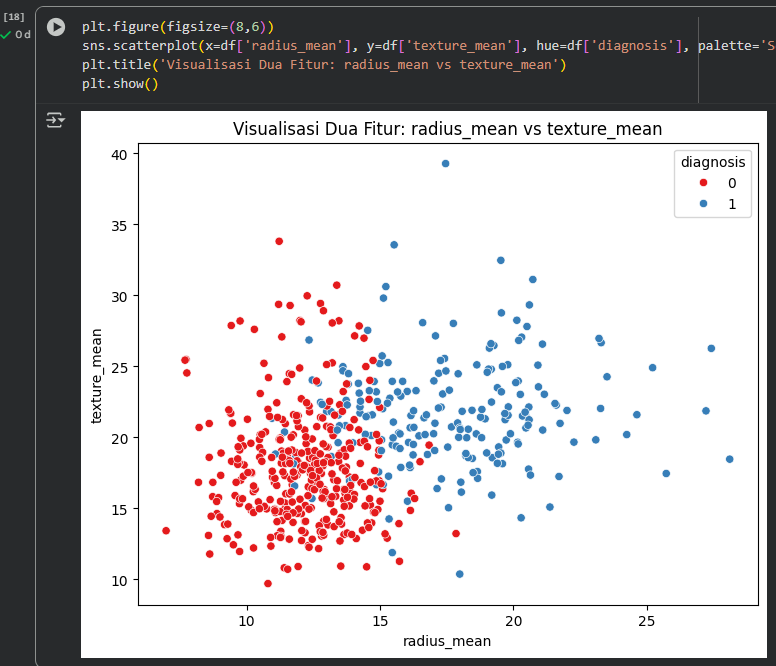 [18]
0 d
plt.figure(figsize=(8,6))
sns.scatterplot(x=df['radius_mean'], y=df['texture_mean'], hue=df['diagnosis'], palette='S
plt.title('Visualisasi Dua Fitur: radius_mean vs texture_mean')
plt.show()
Visualisasi Dua Fitur: radius_mean vs texture_mean
diagnosis
0
1
40
35
30
25
20
15
10
texture_mean
10 15 20 25
radius_mean